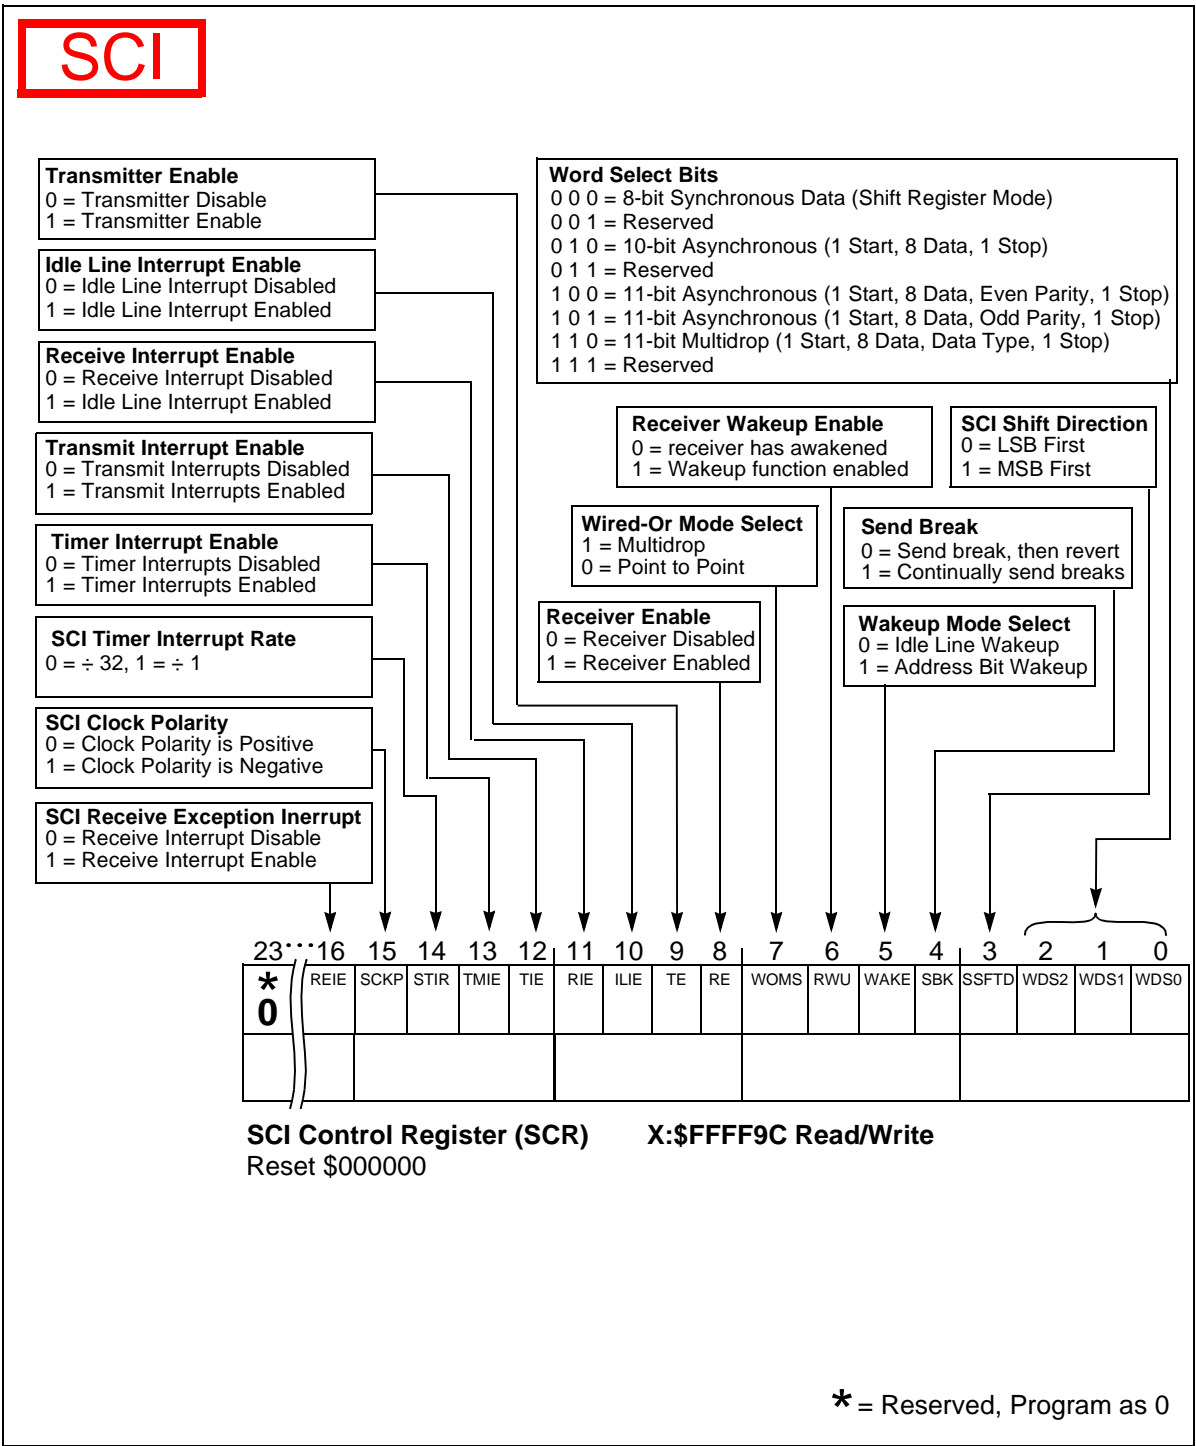 SCI
Transmitter Enable
0 = Transmitter Disable
1 = Transmitter Enable
Idle Line Interrupt Enable
0 = Idle Line Interrupt Disabled
1 = Idle Line Interrupt Enabled
Receive Interrupt Enable
0 = Receive Interrupt Disabled
1 = Idle Line Interrupt Enabled
Transmit Interrupt Enable
0 = Transmit Interrupts Disabled
1 = Transmit Interrupts Enabled
Timer Interrupt Enable
0 = Timer Interrupts Disabled
1 = Timer Interrupts Enabled
SCI Timer Interrupt Rate
0 = ÷ 32, 1 = ÷ 1
SCI Clock Polarity
0 = Clock Polarity is Positive
1 = Clock Polarity is Negative
SCI Receive Exception Inerrupt
0 = Receive Interrupt Disable
1 = Receive Interrupt Enable
Word Select Bits
0 0 0 = 8-bit Synchronous Data (Shift Register Mode)
0 0 1 = Reserved
0 1 0 = 10-bit Asynchronous (1 Start, 8 Data, 1 Stop)
0 1 1 = Reserved
1 0 0 = 11-bit Asynchronous (1 Start, 8 Data, Even Parity, 1 Stop)
1 0 1 = 11-bit Asynchronous (1 Start, 8 Data, Odd Parity, 1 Stop)
1 1 0 = 11-bit Multidrop (1 Start, 8 Data, Data Type, 1 Stop)
1 1 1 = Reserved
Receiver Wakeup Enable
0 = receiver has awakened
1 = Wakeup function enabled
SCI Shift Direction
0 = LSB First
1 = MSB First
Wired-Or Mode Select
1 = Multidrop
0 = Point to Point
Send Break
0 = Send break, then revert
1 = Continually send breaks
Receiver Enable
0 = Receiver Disabled
1 = Receiver Enabled
Wakeup Mode Select
0 = Idle Line Wakeup
1 = Address Bit Wakeup
23 ··· 16 15 14 13 12 11 10 9 8 7 6 5 4 3 2 1 0
* REIE SCKP STIR TMIE TIE RIE ILIE TE RE WOMS RWU WAKE SBK SSFTD WDS2 WDS1 WDS0
0
SCI Control Register (SCR) X:$FFFF9C Read/Write
Reset $000000
* = Reserved, Program as 0